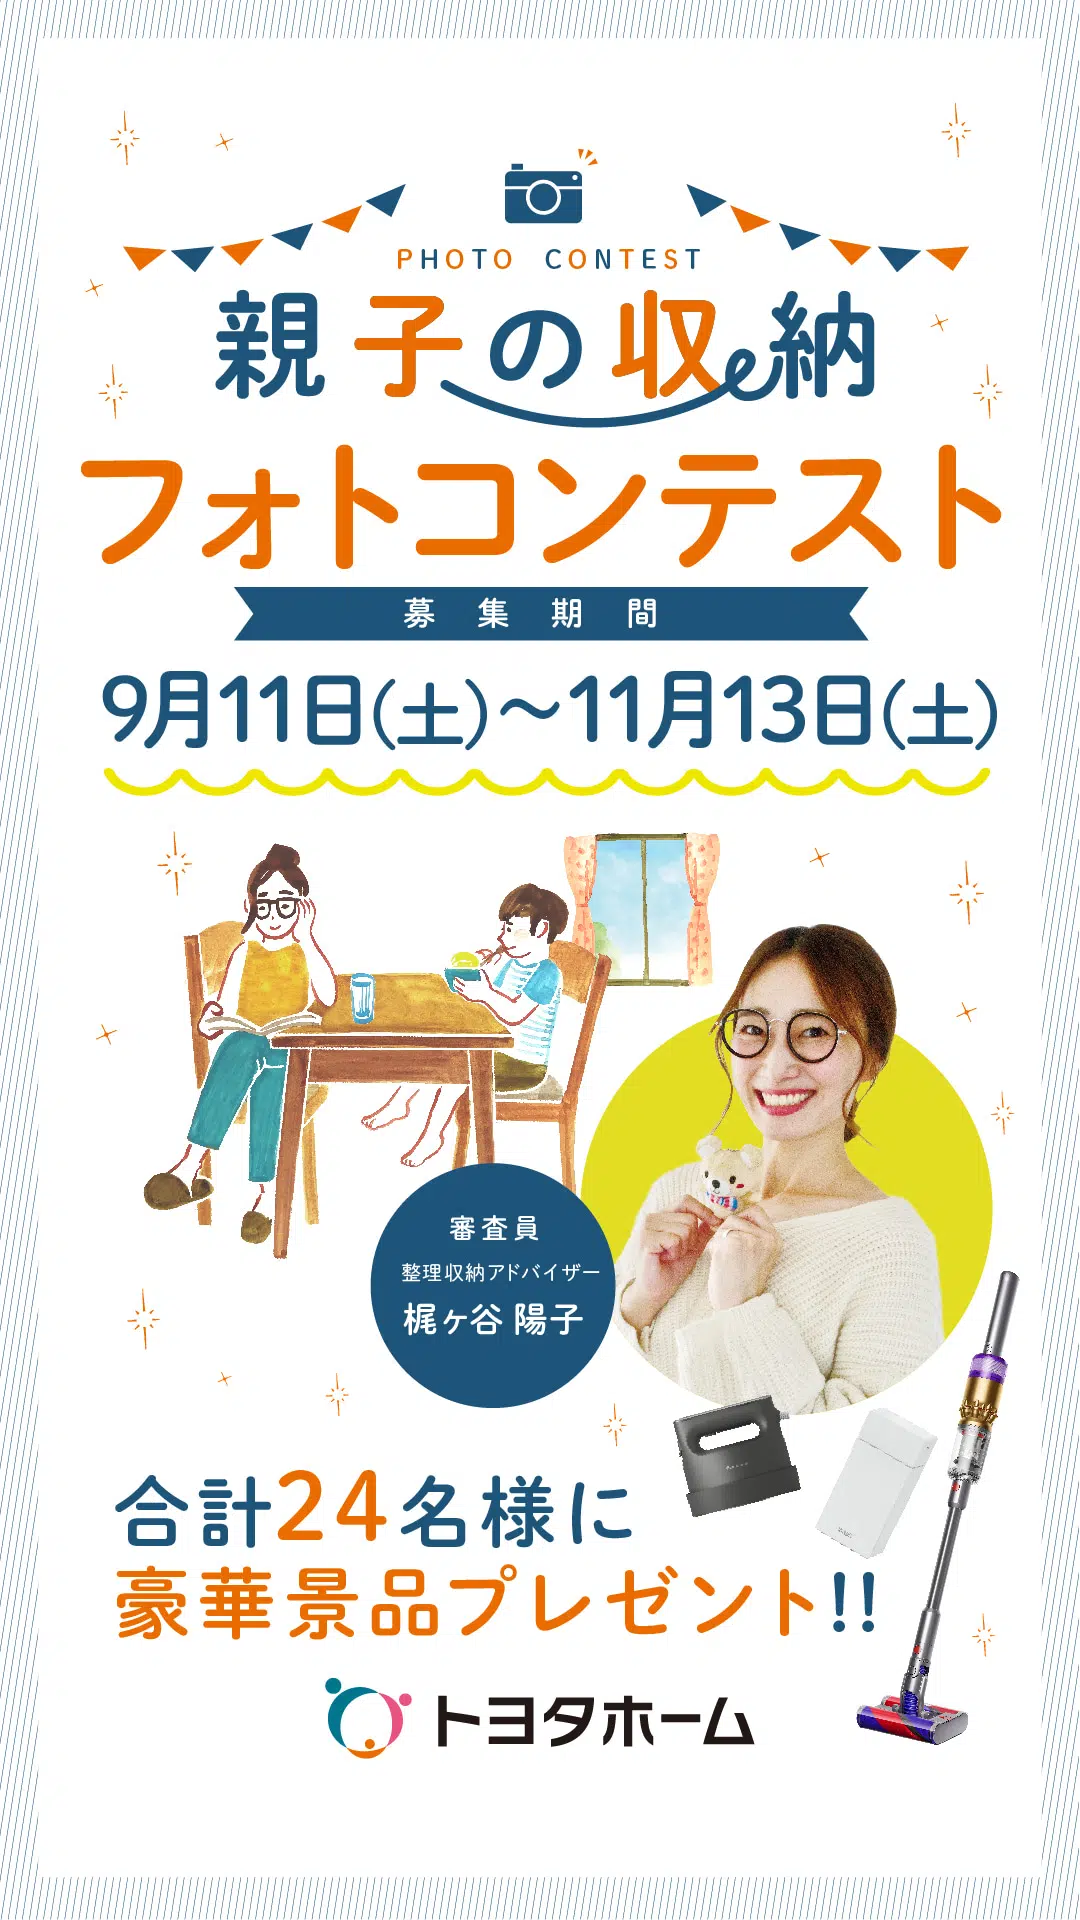 PHOTO CONTEST
親子の収納
フォトコンテスト
募集期間
9月11日(土)〜11月13日(土)
審査員
整理収納アドバイザー
梶ヶ谷 陽子
合計24名様に
豪華景品プレゼント!!
トヨタホーム